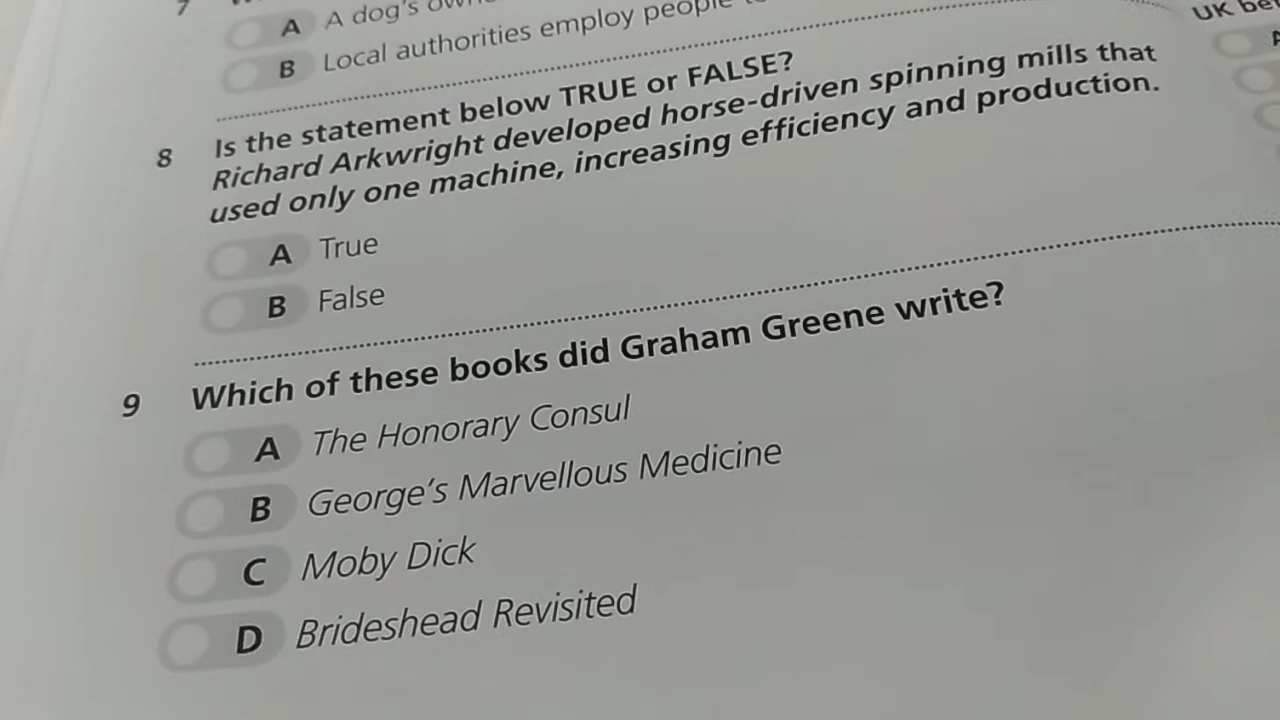 7
A A dog's
B Local authorities employ people
8 Is the statement below TRUE or FALSE?
Richard Arkwright developed horse-driven spinning mills that
used only one machine, increasing efficiency and production.
A True
B False
9 Which of these books did Graham Greene write?
A The Honorary Consul
B George's Marvellous Medicine
C Moby Dick
D Brideshead Revisited
UK